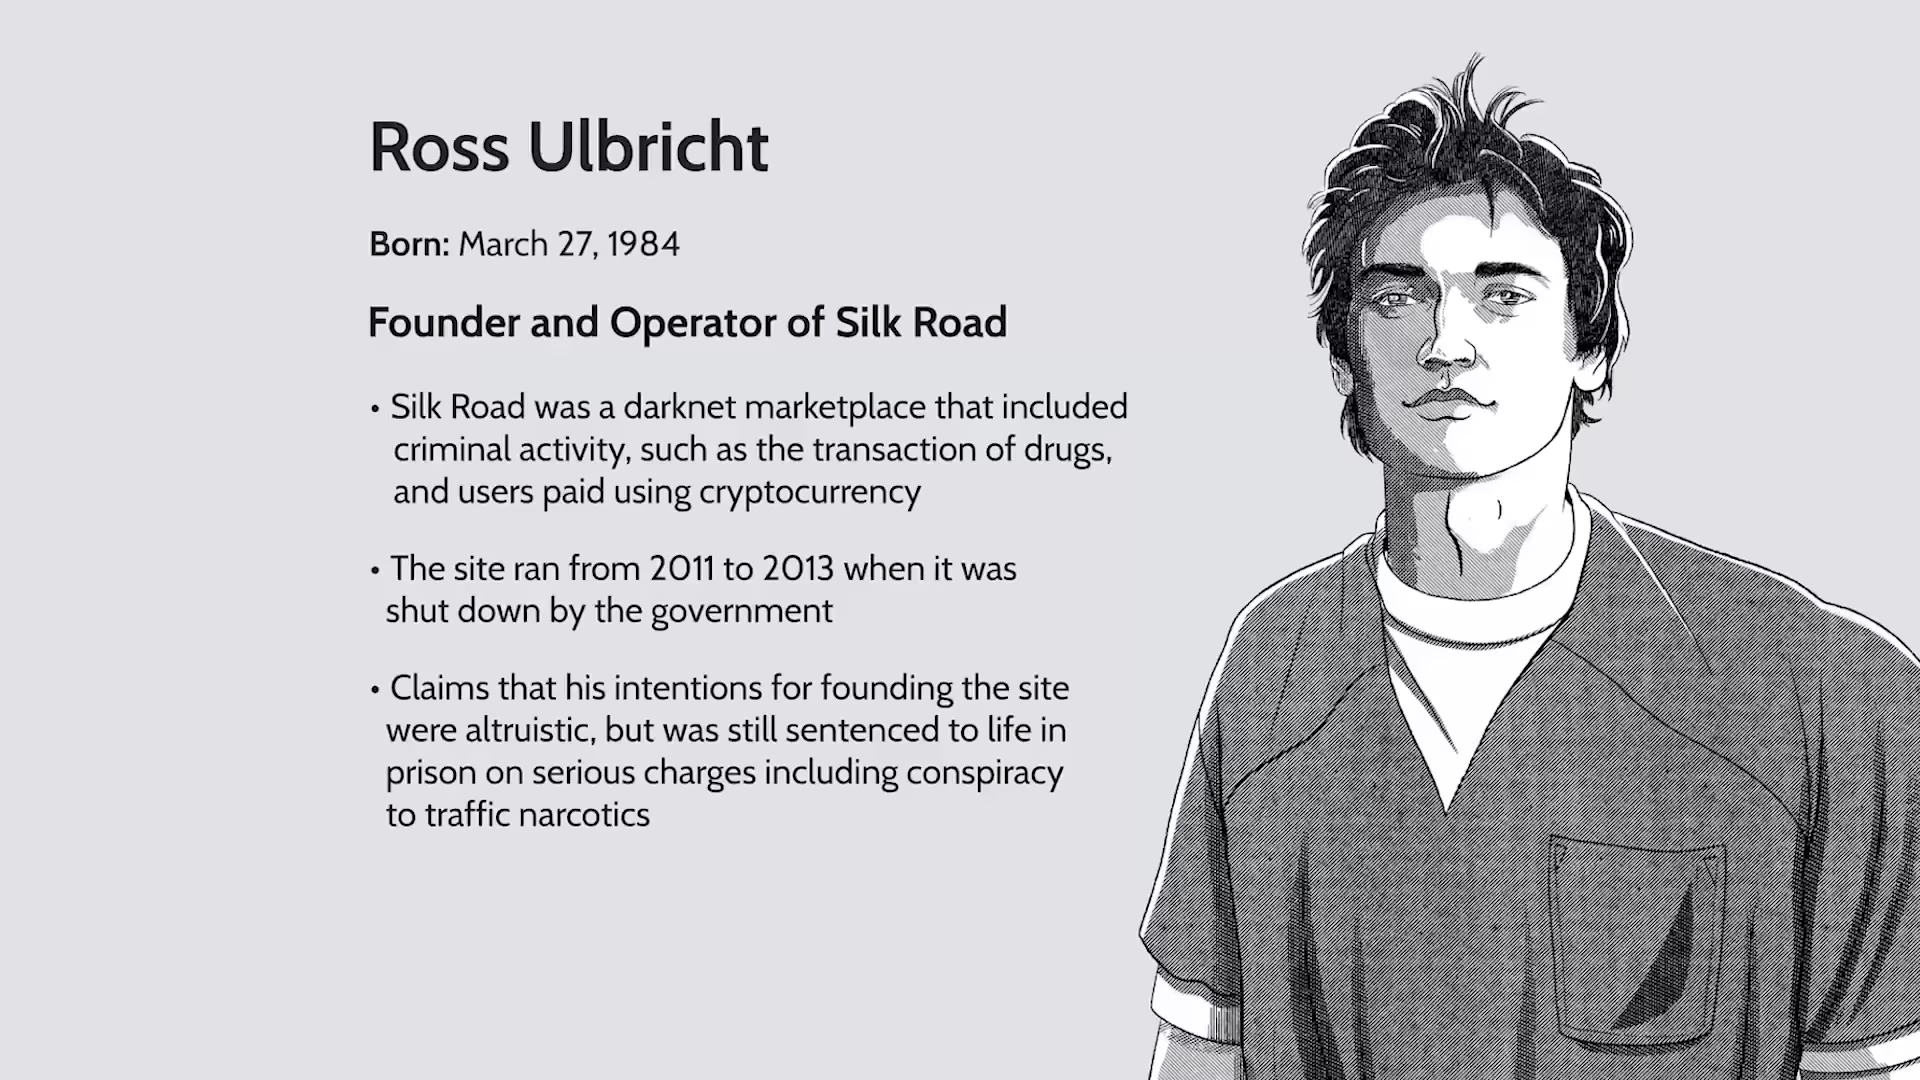 Ross Ulbricht
Born: March 27, 1984
Founder and Operator of Silk Road
• Silk Road was a darknet marketplace that included
criminal activity, such as the transaction of drugs,
and users paid using cryptocurrency
• The site ran from 2011 to 2013 when it was
shut down by the government
• Claims that his intentions for founding the site
were altruistic, but was still sentenced to life in
prison on serious charges including conspiracy
to traffic narcotics